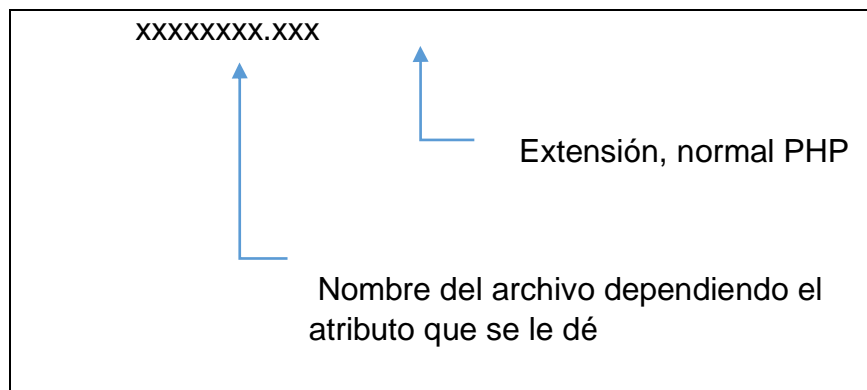 xxxxxxxx.xxx
Extensión, normal PHP
Nombre del archivo dependiendo el
atributo que se le dé